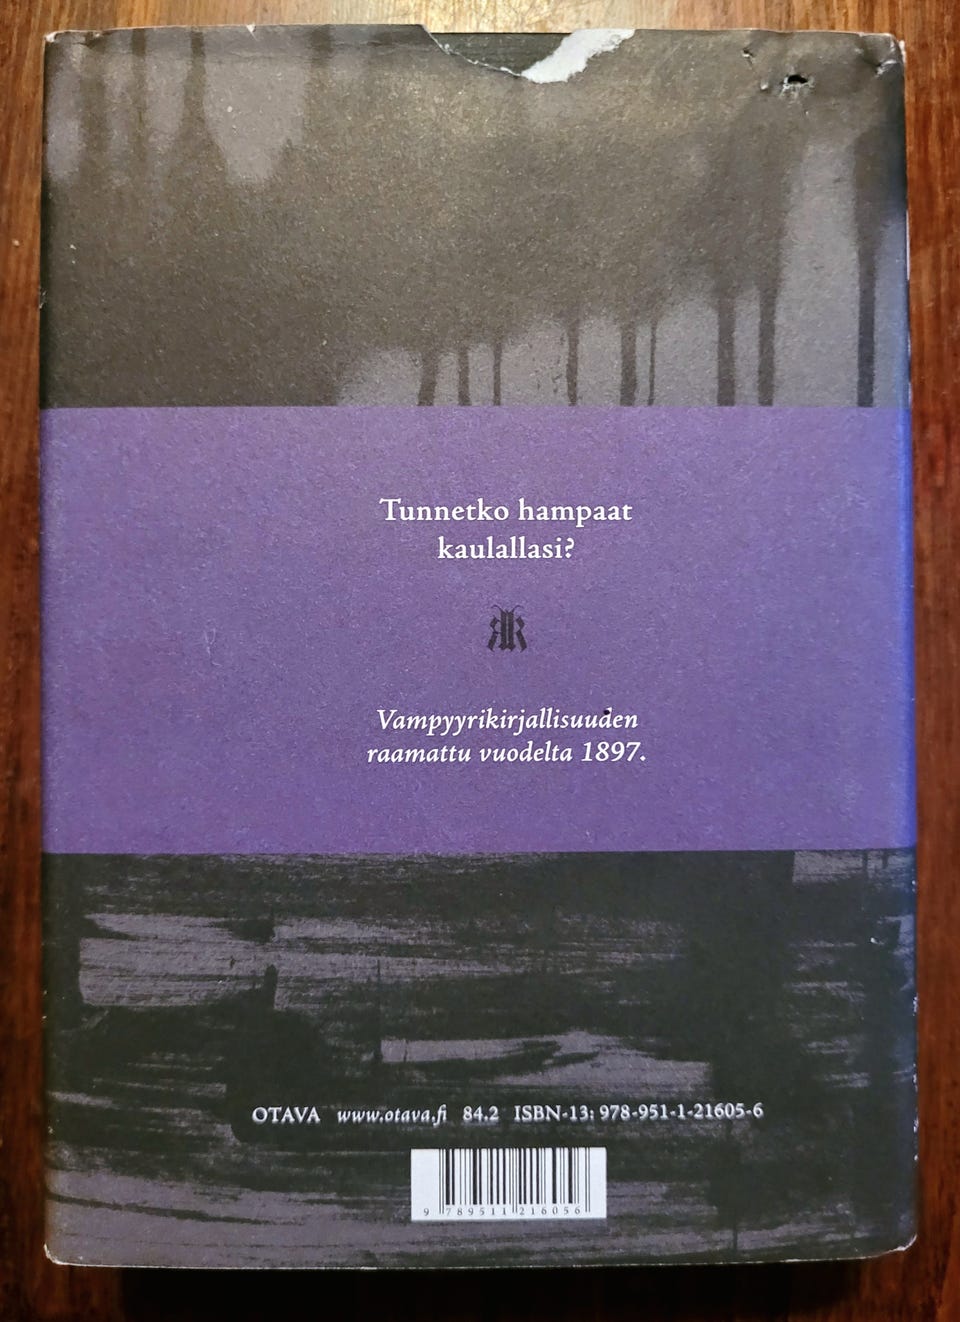 Tunnetko hampaat
kaulallasi?
Vampyyrikirjallisuuden
raamattu vuodelta 1897.
OTAVA www.otava.fi 84.2 ISBN-13: 978-951-1-21605-6
9 789511 216056